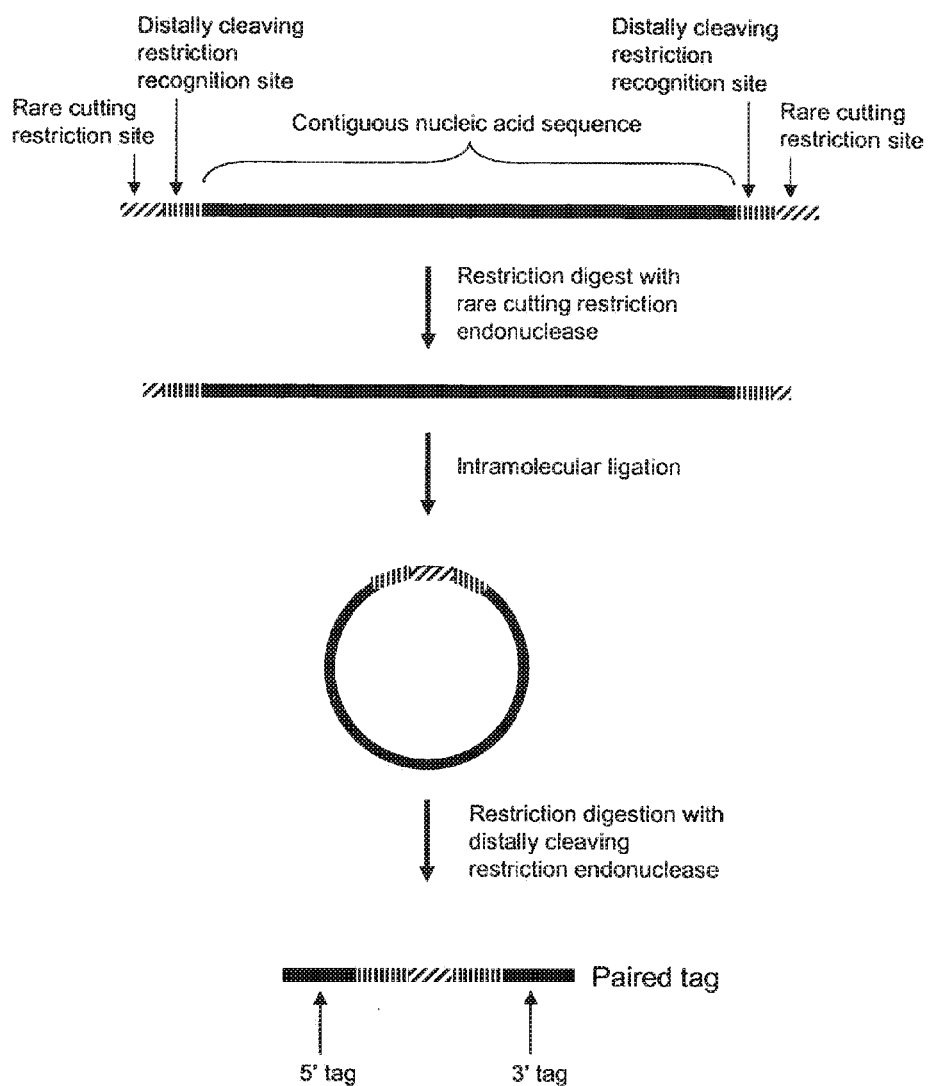 Distally cleaving
restriction
recognition site
Distally cleaving
restriction
recognition site
Rare cutting
restriction site
Contiguous nucleic acid sequence
Rare cutting
restriction site
Restriction digest with
rare cutting restriction
endonuclease
Intramolecular ligation
Restriction digestion with
distally cleaving
restriction endonuclease
Paired tag
5' tag
3' tag